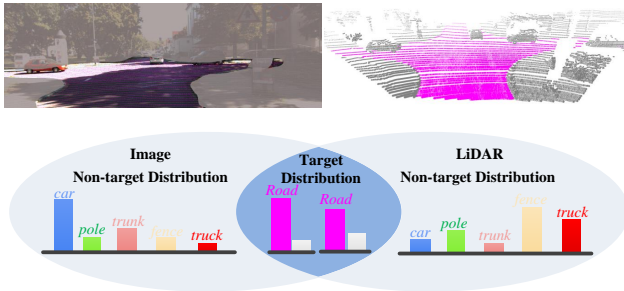 Image
Non-target Distribution
Target
Distribution
LiDAR
Non-target Distribution
car
pole
trunk
fence
truck
Road
Road
car
pole
trunk
fence
truck